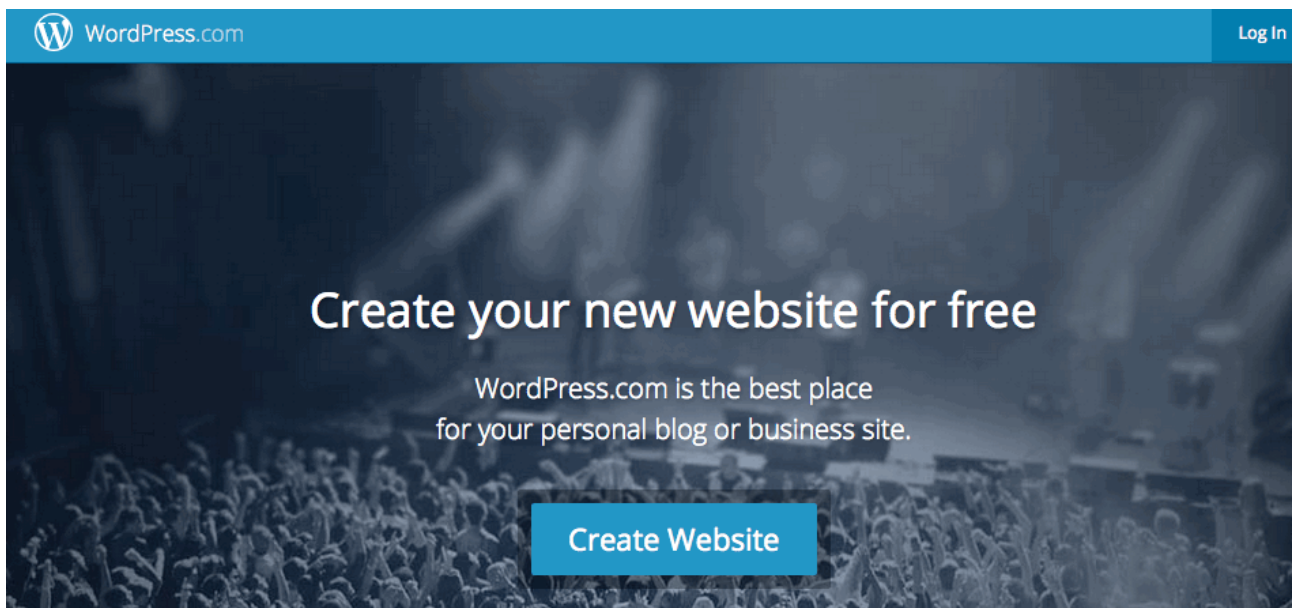 WordPress.com
Log In
Create your new website for free
WordPress.com is the best place
for your personal blog or business site.
Create Website